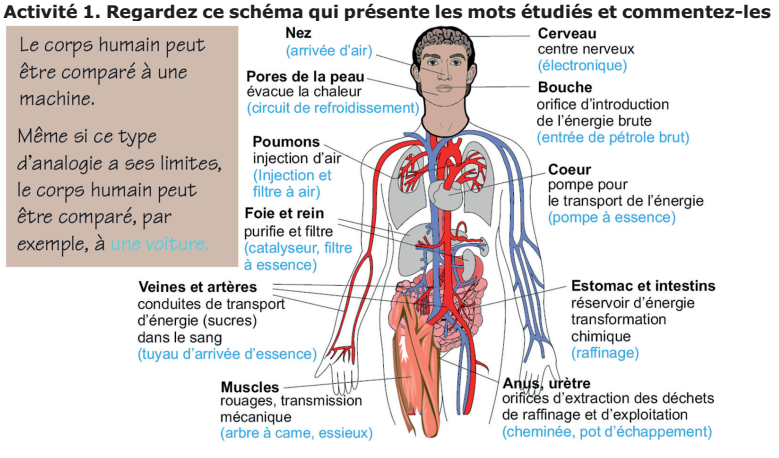 Activité 1. Regardez ce schéma qui présente les mots étudiés et commentez-les
Le corps humain peut
être comparé à une
machine.
Même si ce type
d'analogie a ses limites,
le corps humain peut
être comparé, par
exemple, à une voiture.
Nez
(arrivée d'air)
Pores de la peau
évacue la chaleur
(circuit de refroidissement)
Poumons
injection d'air
(Injection et
filtre à air)
Foie et rein
purifie et filtre
(catalyseur, filtre
à essence)
Veines et artères
conduites de transport
d'énergie (sucres)
dans le sang
(tuyau d'arrivée d'essence)
Muscles
rouages, transmission
mécanique
(arbre à came, essieux)
Cerveau
centre nerveux
(électronique)
Bouche
orifice d'introduction
de l'énergie brute
(entrée de pétrole brut)
Coeur
pompe pour
le transport de l'énergie
(pompe à essence)
Estomac et intestins
réservoir d'énergie
transformation
chimique
(raffinage)
Anus, urètre
orifices d'extraction des déchets
de raffinage et d'exploitation
(cheminée, pot d'échappement)